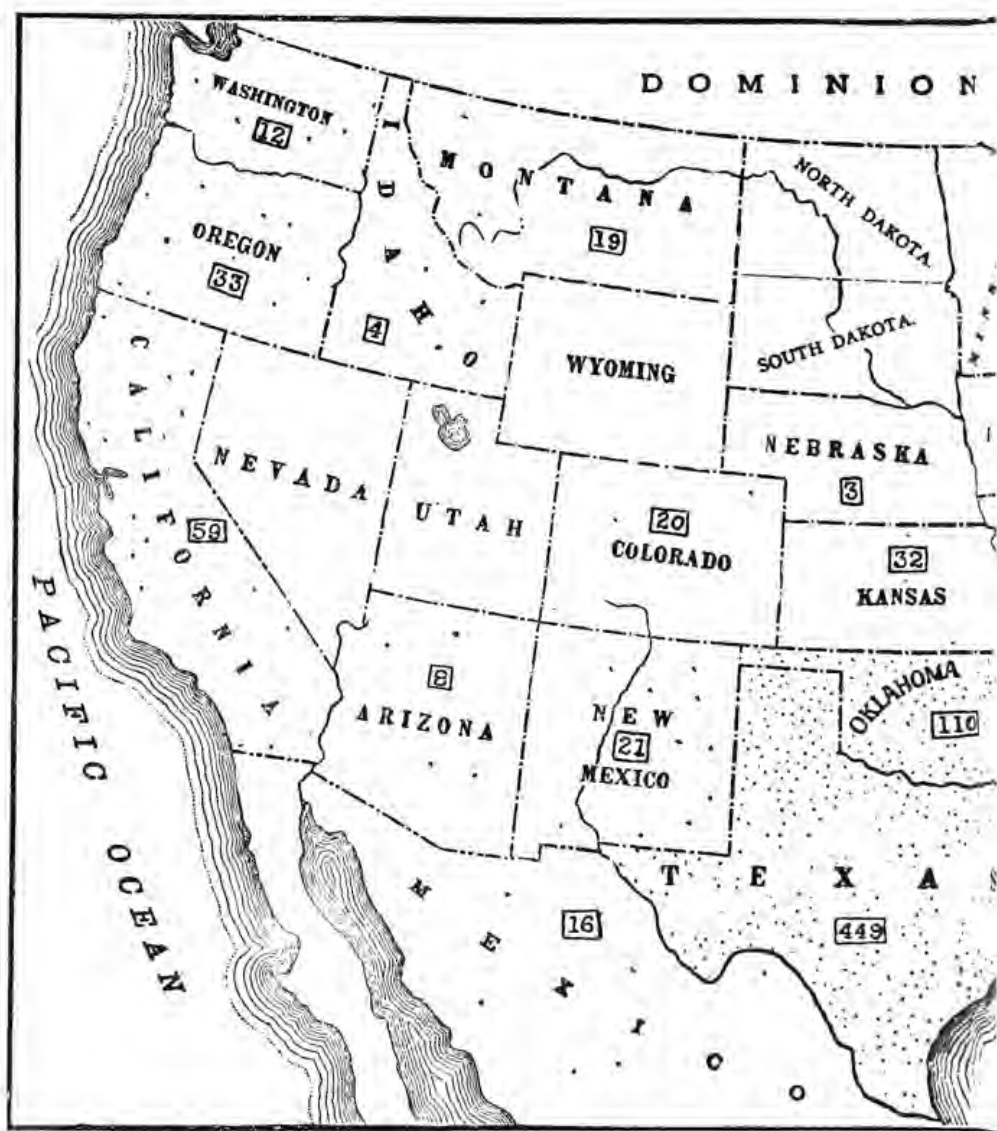 DOMINION
WASHINGTON
12
IDAHO
4
MONTANA
19
NORTH DAKOTA.
OREGON
33
SOUTH DAKOTA.
MINN
WYOMING
CALIFORNIA
59
NEVADA
UTAH
NEBRASKA
3
20
COLORADO
32
KANSAS
PACIFIC OCEAN
8
ARIZONA
NEW
21
MEXICO
OKLAHOMA
110
TEXAS
449
MEXICO
16